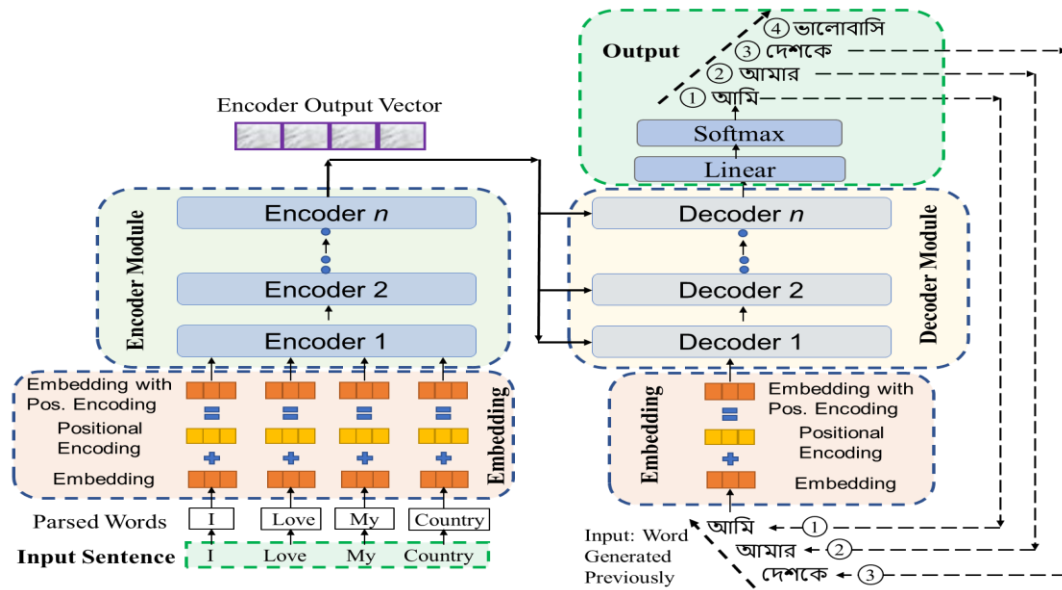 Encoder Output Vector
Encoder Module
Encoder n
Encoder 2
Encoder 1
Embedding with
Pos. Encoding
Positional
Encoding
Embedding
Embedding
Parsed Words
I
Love
My
Country
Input Sentence
I
Love
My
Country
Output
4 ভালোবাসি
3 দেশকে
2 আমার
1 আমি
Softmax
Linear
Decoder n
Decoder 2
Decoder 1
Decoder Module
Embedding
Embedding with
Pos. Encoding
Positional
Encoding
Embedding
Input: Word
Generated
Previously
আমি 1
আমার 2
দেশকে 3